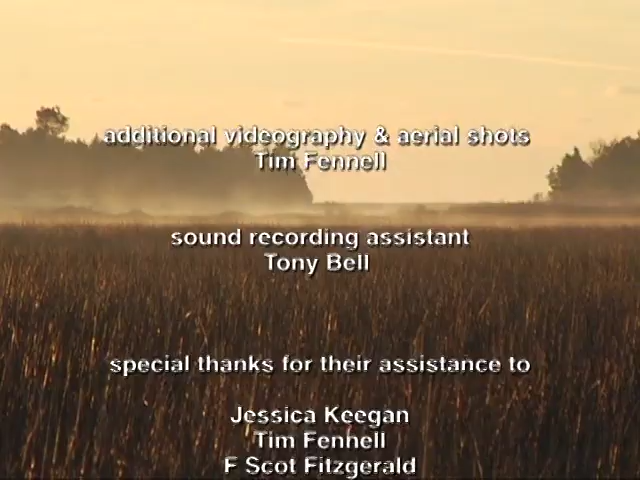 additional videography & aerial shots
Tim Fennell
sound recording assistant
Tony Bell
special thanks for their assistance to
Jessica Keegan
Tim Fennell
F Scot Fitzgerald